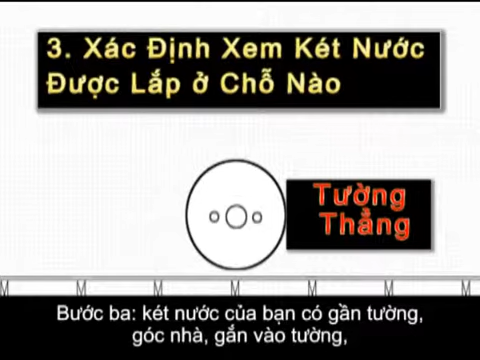 3. Xác Định Xem Két Nước
Được Lắp ở Chỗ Nào
Tường
Thẳng
Bước ba: két nước của bạn có gần tường,
góc nhà, gắn vào tường,